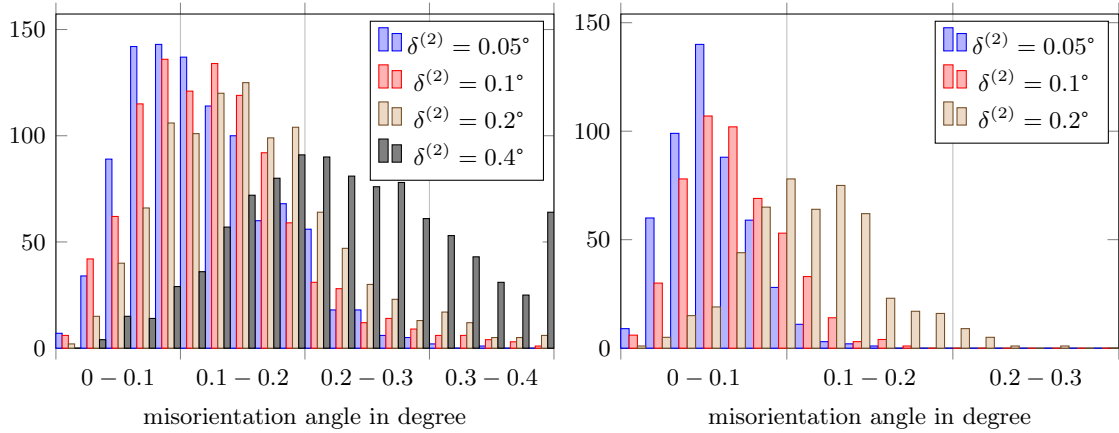 150
100
50
0
δ⁽²⁾ = 0.05°
δ⁽²⁾ = 0.1°
δ⁽²⁾ = 0.2°
δ⁽²⁾ = 0.4°
0 − 0.1 0.1 − 0.2 0.2 − 0.3 0.3 − 0.4
misorientation angle in degree
150
100
50
0
δ⁽²⁾ = 0.05°
δ⁽²⁾ = 0.1°
δ⁽²⁾ = 0.2°
0 − 0.1 0.1 − 0.2 0.2 − 0.3
misorientation angle in degree